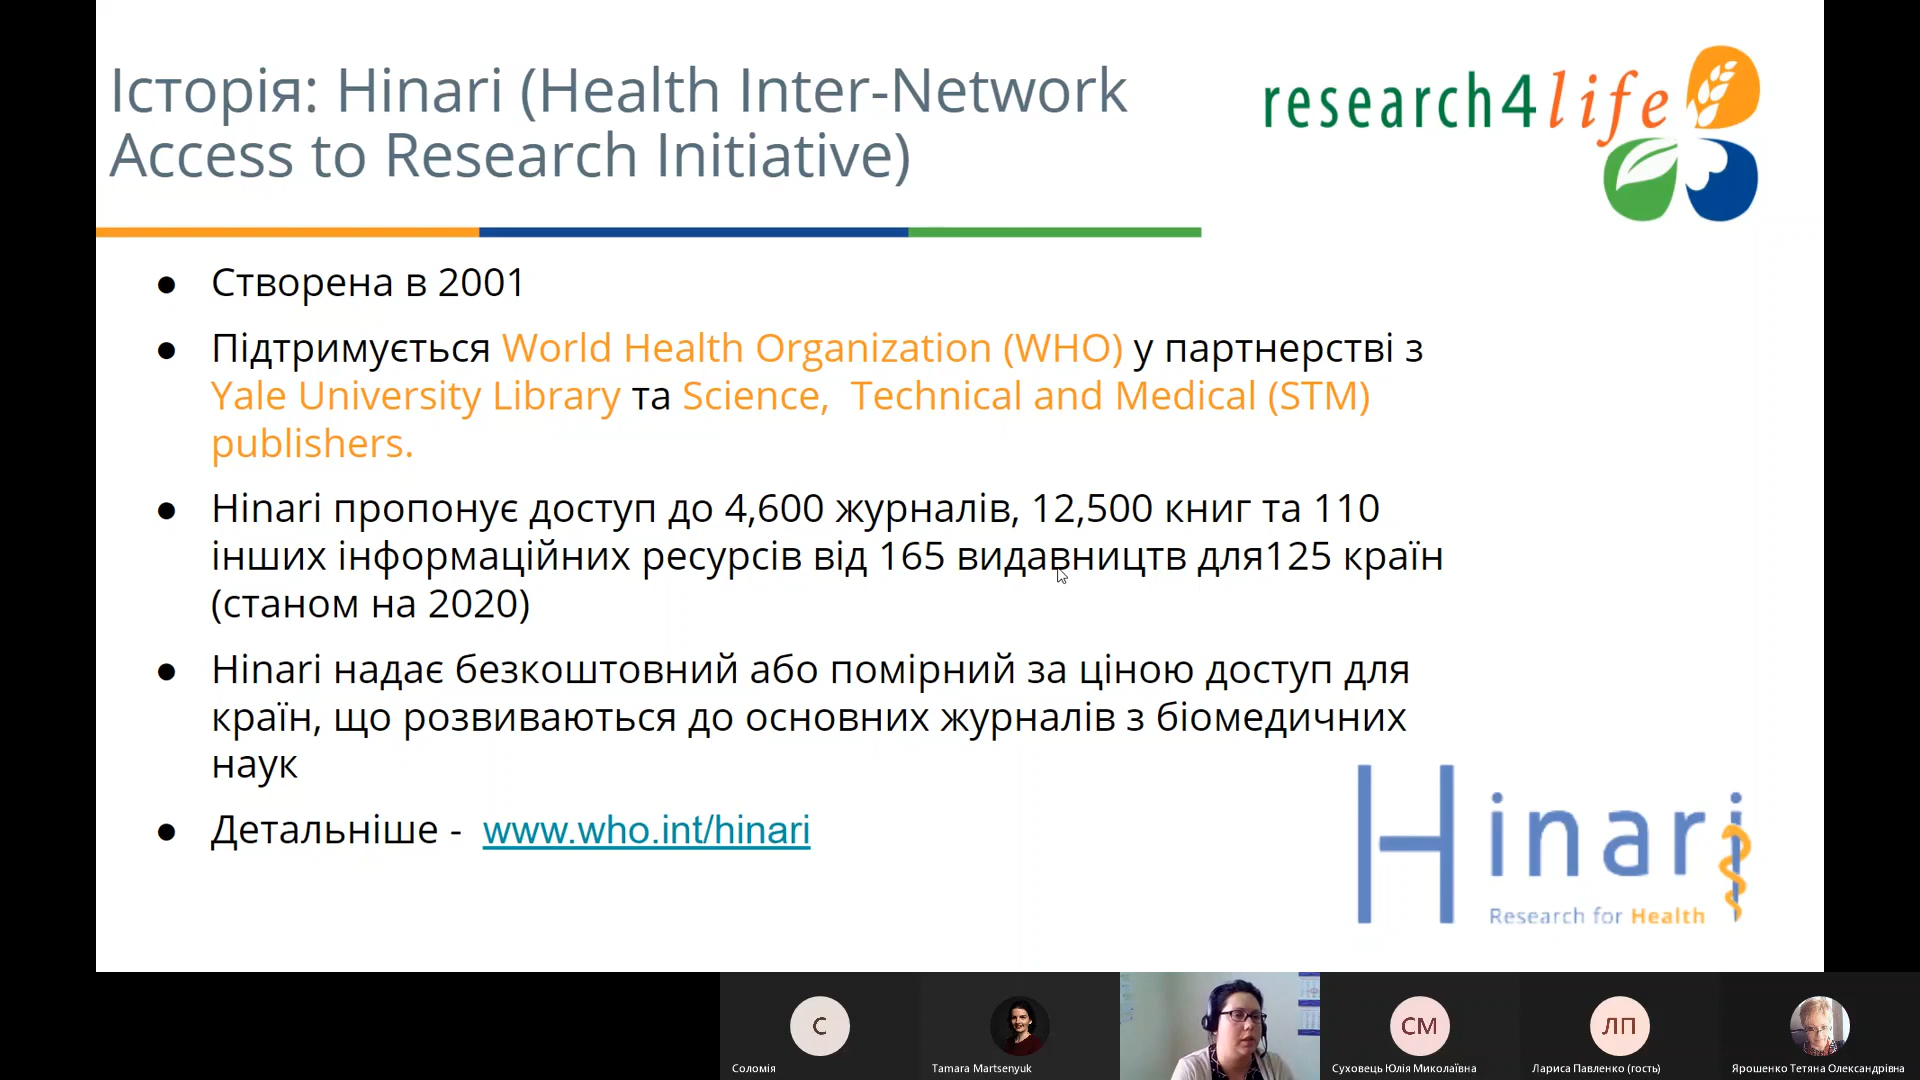 Історія: Hinari (Health Inter-Network
Access to Research Initiative)
research4life
● Створена в 2001
● Підтримується World Health Organization (WHO) у партнерстві з
Yale University Library та Science, Technical and Medical (STM)
publishers.
● Hinari пропонує доступ до 4,600 журналів, 12,500 книг та 110
інших інформаційних ресурсів від 165 видавництв для125 країн
(станом на 2020)
● Hinari надає безкоштовний або помірний за ціною доступ для
країн, що розвиваються до основних журналів з біомедичних
наук
● Детальніше - www.who.int/hinari
Hinari
Research for Health
С
СМ
ЛП
Соломія
Tamara Martsenyuk
Суховець Юлія Миколаївна
Лариса Павленко (гость)
Ярошенко Тетяна Олександрівна